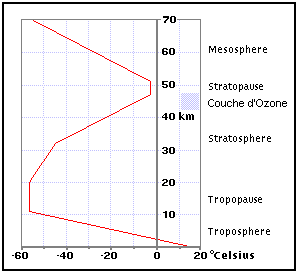 70
60
Mesosphere
50
Stratopause
Couche d'Ozone
40 km
Stratosphere
30
20
Tropopause
10
Troposphere
-60 -40 -20 0 20 °Celsius